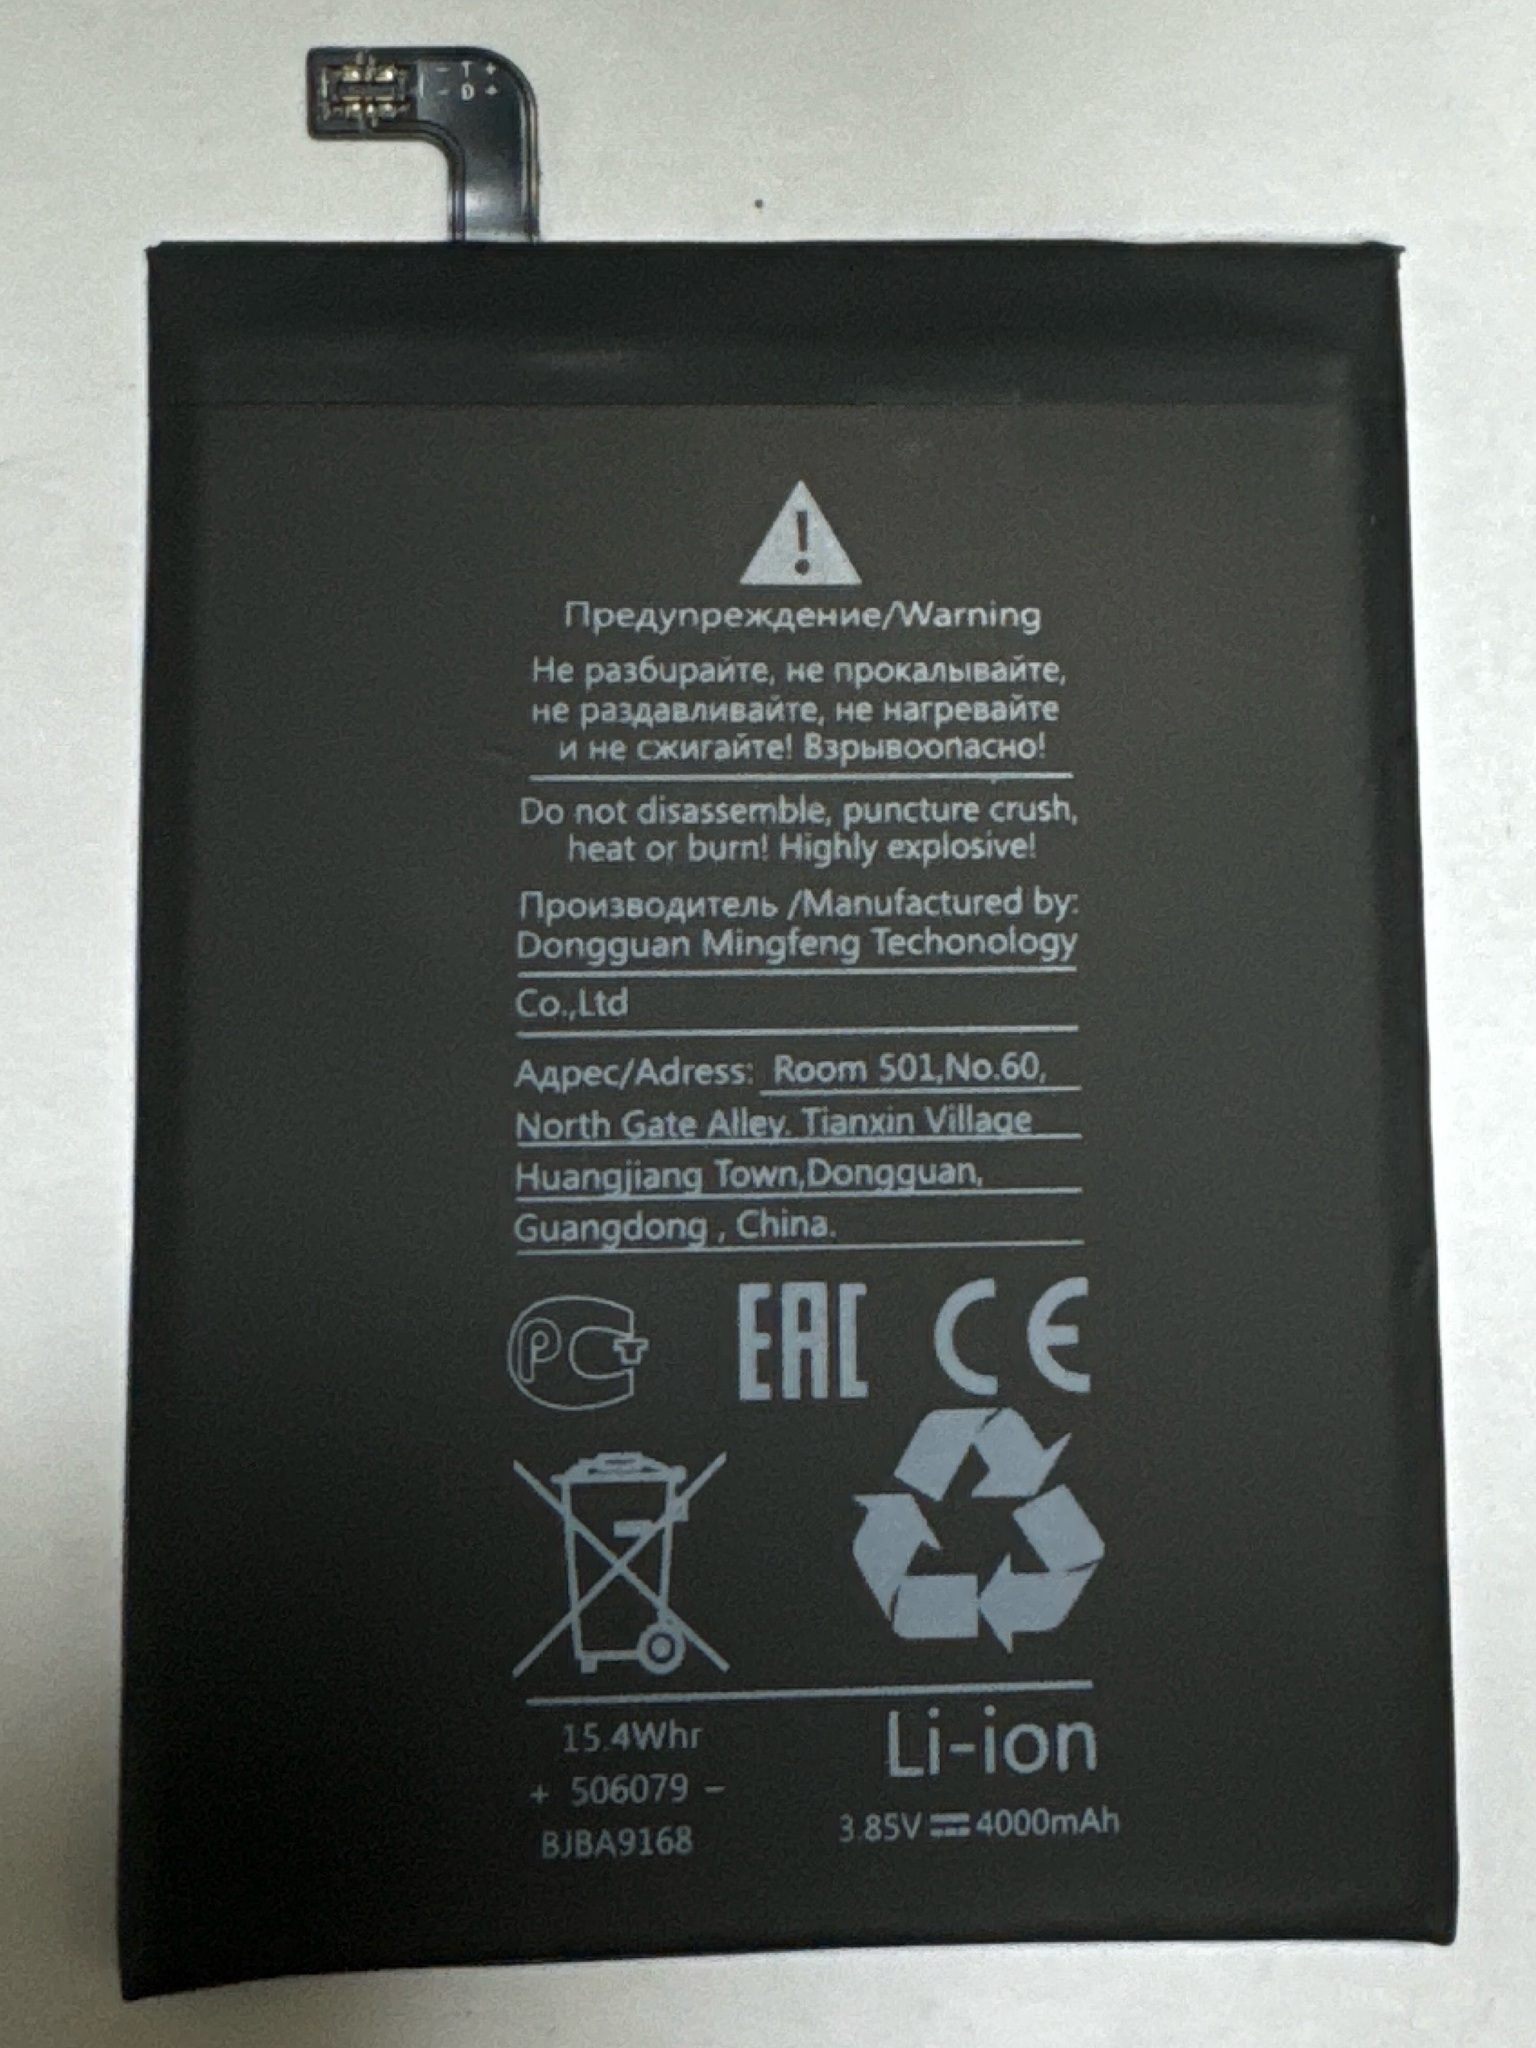 - T +
- D +
!
Предупреждение/Warning
Не разбирайте, не прокалывайте,
не раздавливайте, не нагревайте
и не сжигайте! Взрывоопасно!
Do not disassemble, puncture crush,
heat or burn! Highly explosive!
Производитель /Manufactured by:
Dongguan Mingfeng Techonology
Co.,Ltd
Адрес/Adress: Room 501,No.60,
North Gate Alley. Tianxin Village
Huangjiang Town,Dongguan,
Guangdong , China.
РСТ EAC CE
15.4Whr
Li-ion
+ 506079 -
BJBA9168
3.85V ⎓ 4000mAh